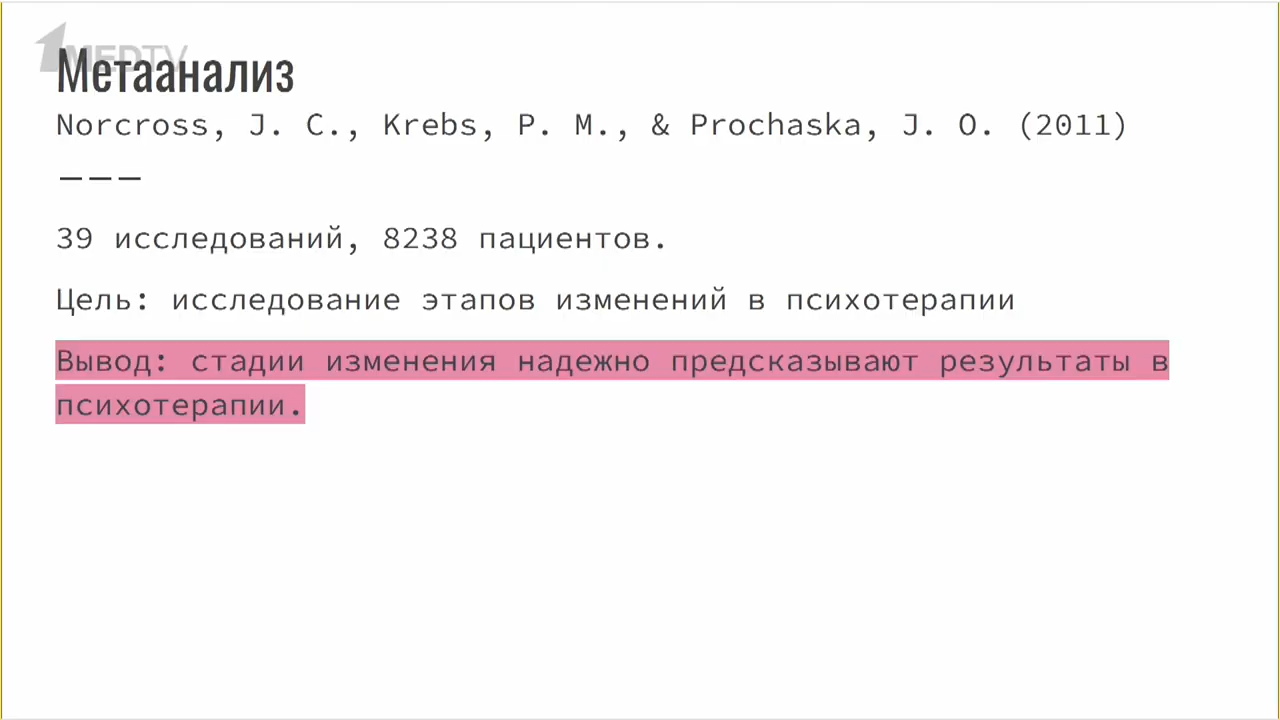 1MEDTV
Метаанализ
Norcross, J. C., Krebs, P. M., & Prochaska, J. O. (2011)
———
39 исследований, 8238 пациентов.
Цель: исследование этапов изменений в психотерапии
Вывод: стадии изменения надежно предсказывают результаты в
психотерапии.